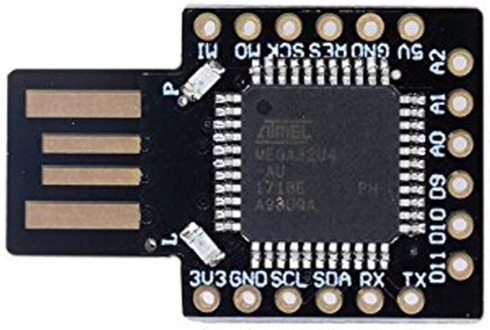 MI MO SCK RES GND 5V
A2
A1
A0
D9
D10
D11
P
L
ATMEL
MEGA32U4
-AU
1718E PH
3V3 GND SCL SDA RX TX